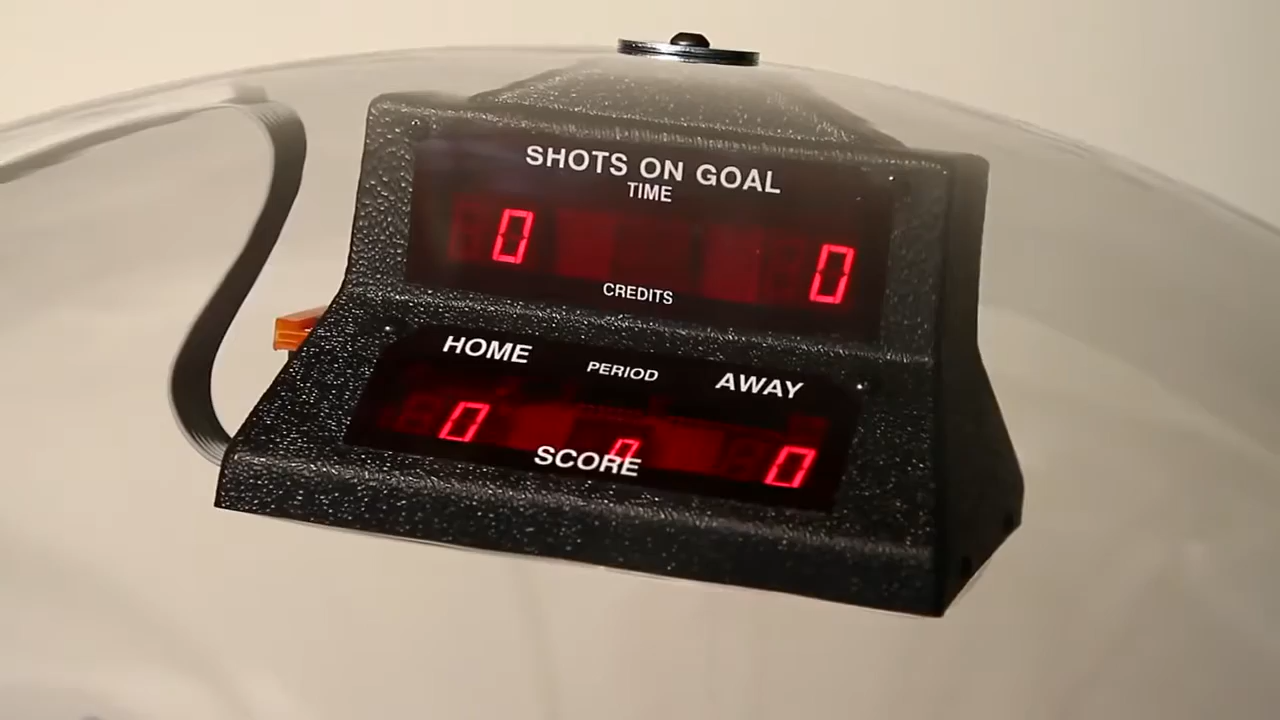 SHOTS ON GOAL
TIME
0 0
CREDITS
HOME PERIOD AWAY
0 0 0
SCORE